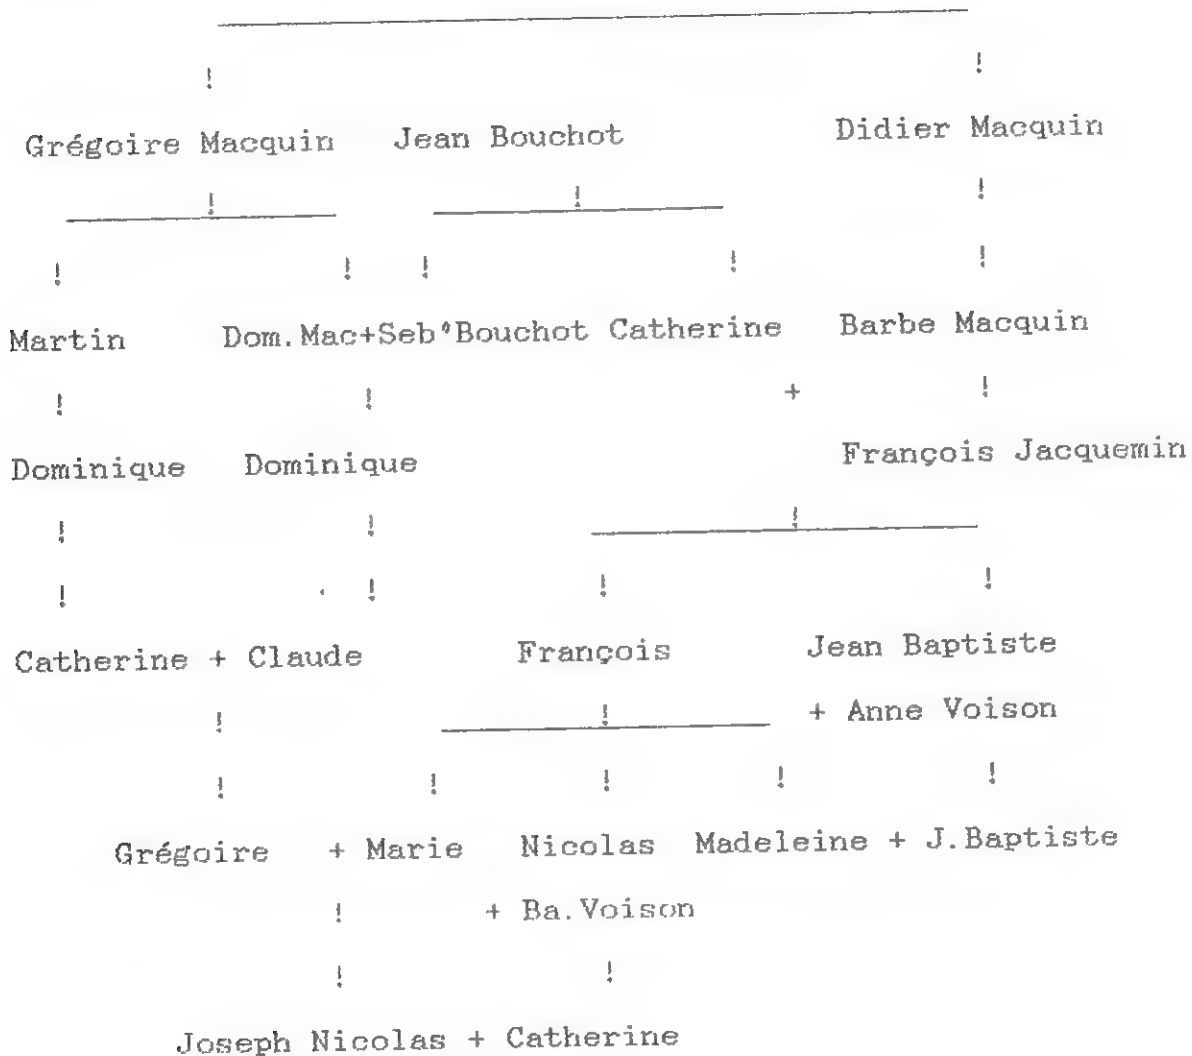 ! !
Grégoire Macquin Jean Bouchot Didier Macquin
! ! !
! ! ! ! !
Martin Dom.Mac+Seb°Bouchot Catherine Barbe Macquin
! ! + !
Dominique Dominique François Jacquemin
! ! !
! ! ! !
Catherine + Claude François Jean Baptiste
! ! + Anne Voison
! ! ! ! !
Grégoire + Marie Nicolas Madeleine + J.Baptiste
! + Ba.Voison
! !
Joseph Nicolas + Catherine